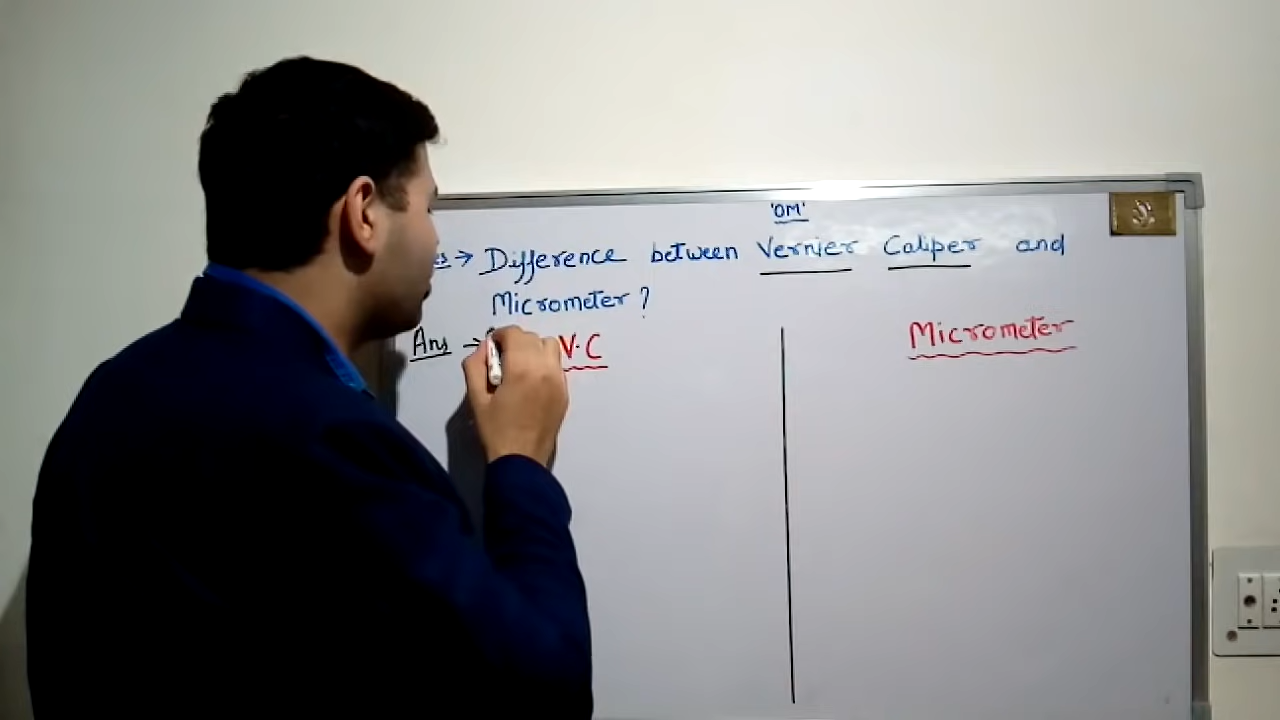 'OM'
→ Difference between Vernier Caliper and
Micrometer ?
Ans → V.C
Micrometer